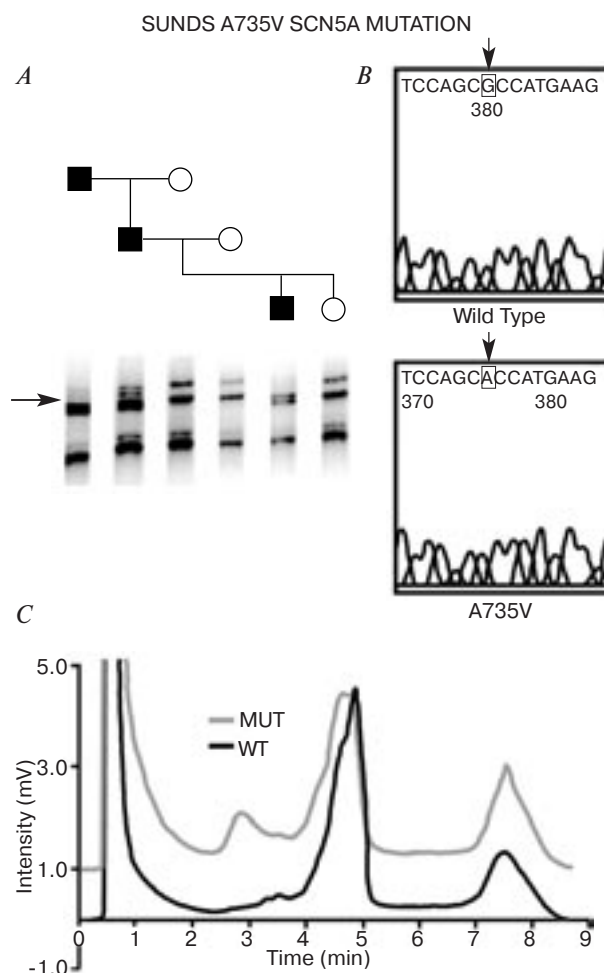 SUNDS A735V SCN5A MUTATION
A
B
TCCAGCGCCATGAAG
380
Wild Type
TCCAGCACCATGAAG
370 380
A735V
C
5.0
3.0
1.0
-1.0
Intensity (mV)
MUT
WT
0 1 2 3 4 5 6 7 8 9
Time (min)